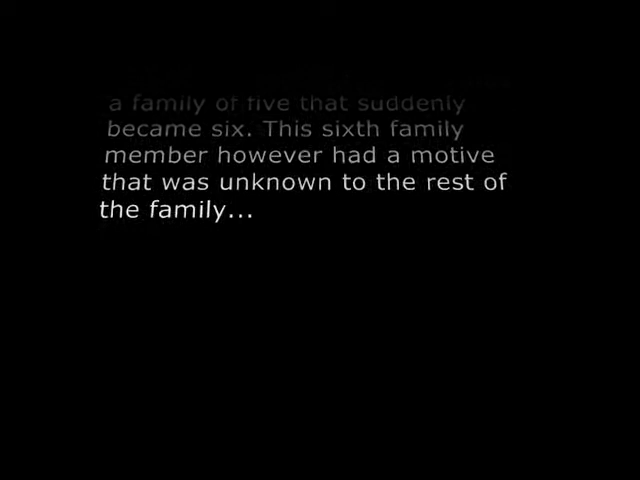 a family of five that suddenly
became six. This sixth family
member however had a motive
that was unknown to the rest of
the family...